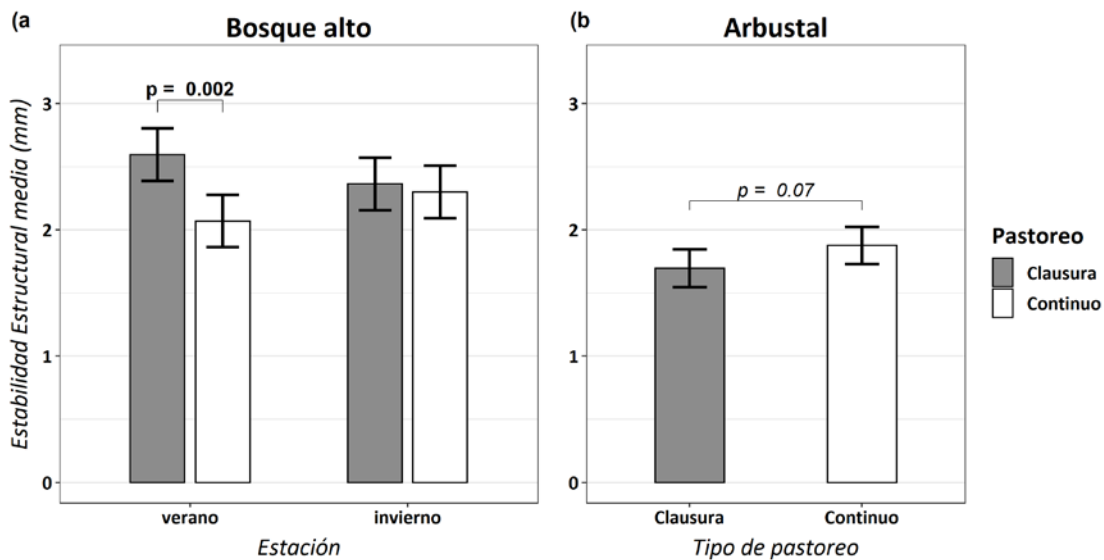 (a
Bosque alto
(b
Arbustal
Estabilidad Estructural media (mm)
3
2
1
0
p = 0.002
verano
invierno
Estación
3
2
1
0
p = 0.07
Clausura
Continuo
Tipo de pastoreo
Pastoreo
Clausura
Continuo